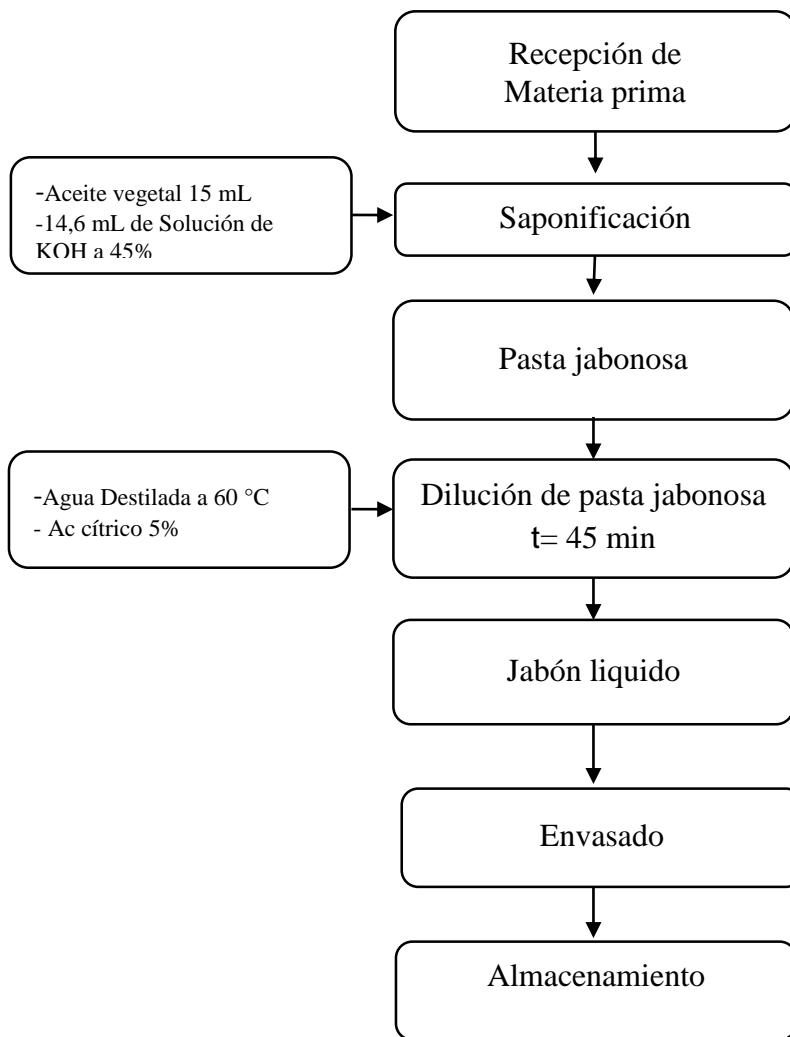 Recepción de
Materia prima
-Aceite vegetal 15 mL
-14,6 mL de Solución de
KOH a 45%
Saponificación
Pasta jabonosa
-Agua Destilada a 60 °C
- Ac cítrico 5%
Dilución de pasta jabonosa
t= 45 min
Jabón liquido
Envasado
Almacenamiento